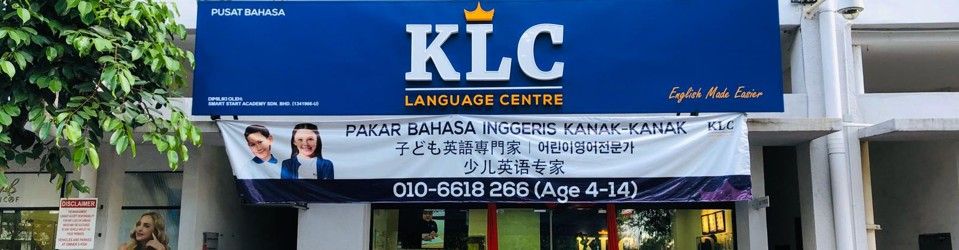 PUSAT BAHASA
KLC
LANGUAGE CENTRE
DIMILIKI OLEH:
SMART START ACADEMY SDN. BHD. (1341966-U)
English Made Easier
PAKAR BAHASA INGGERIS KANAK-KANAK
KLC
子ども英語専門家 | 어린이영어전문가
少儿英语专家
010-6618 266 (Age 4-14)
DISCLAIMER
KLC